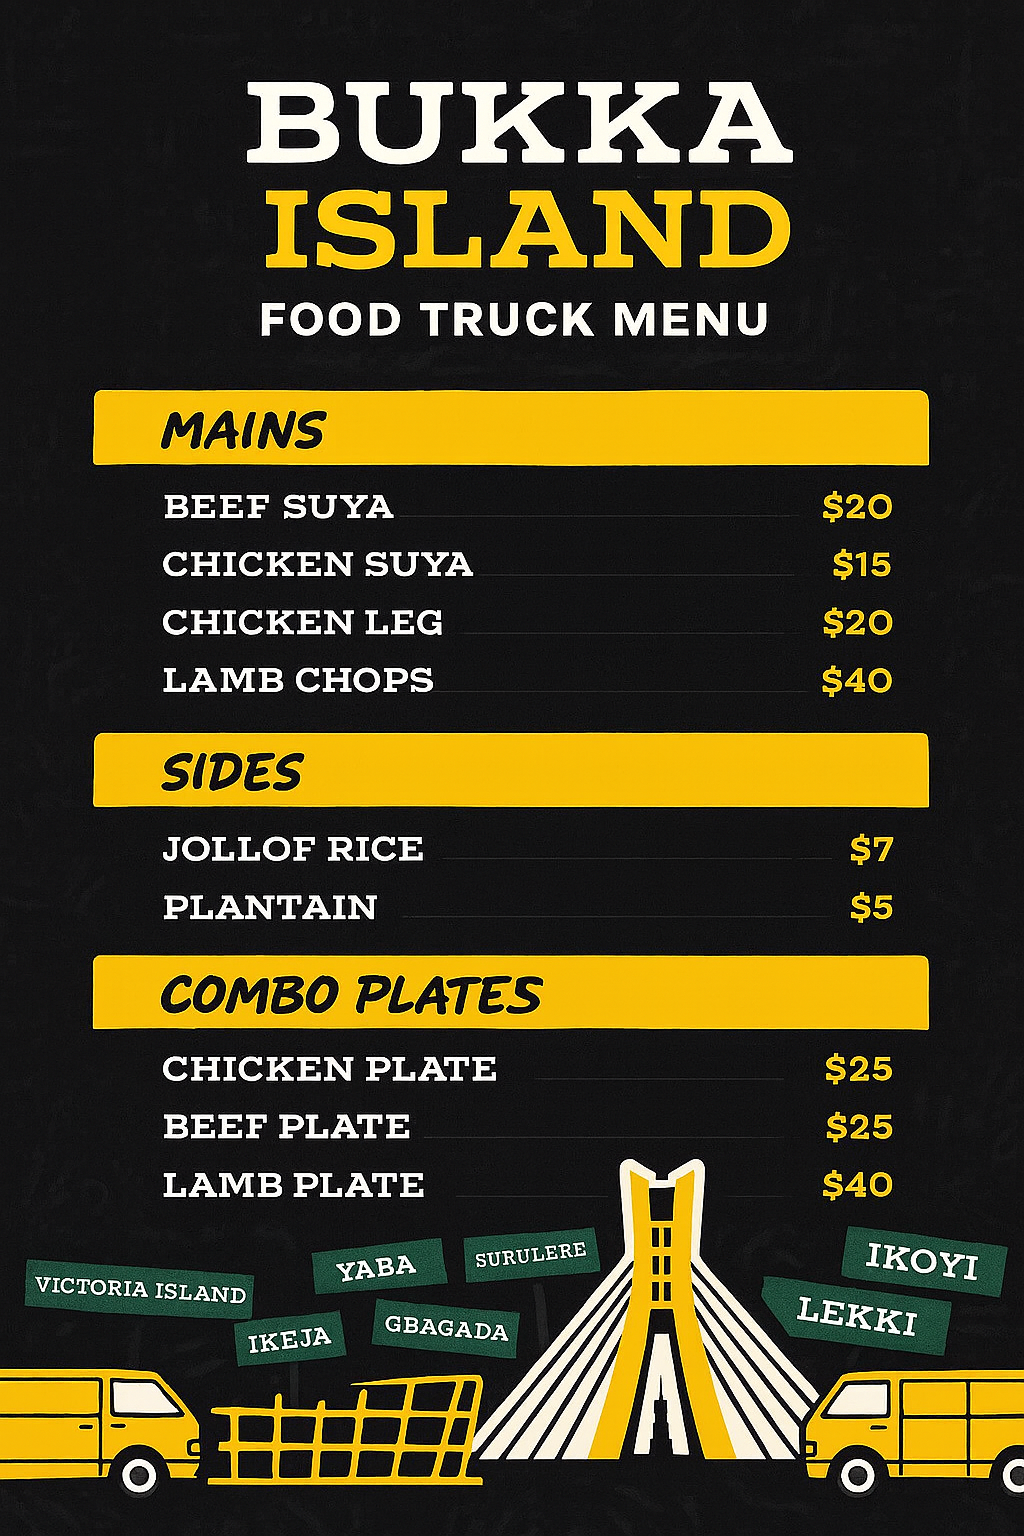 BUKKA
ISLAND
FOOD TRUCK MENU
MAINS
BEEF SUYA $20
CHICKEN SUYA $15
CHICKEN LEG $20
LAMB CHOPS $40
SIDES
JOLLOF RICE $7
PLANTAIN $5
COMBO PLATES
CHICKEN PLATE $25
BEEF PLATE $25
LAMB PLATE $40
VICTORIA ISLAND
YABA
SURULERE
IKOYI
IKEJA
GBAGADA
LEKKI